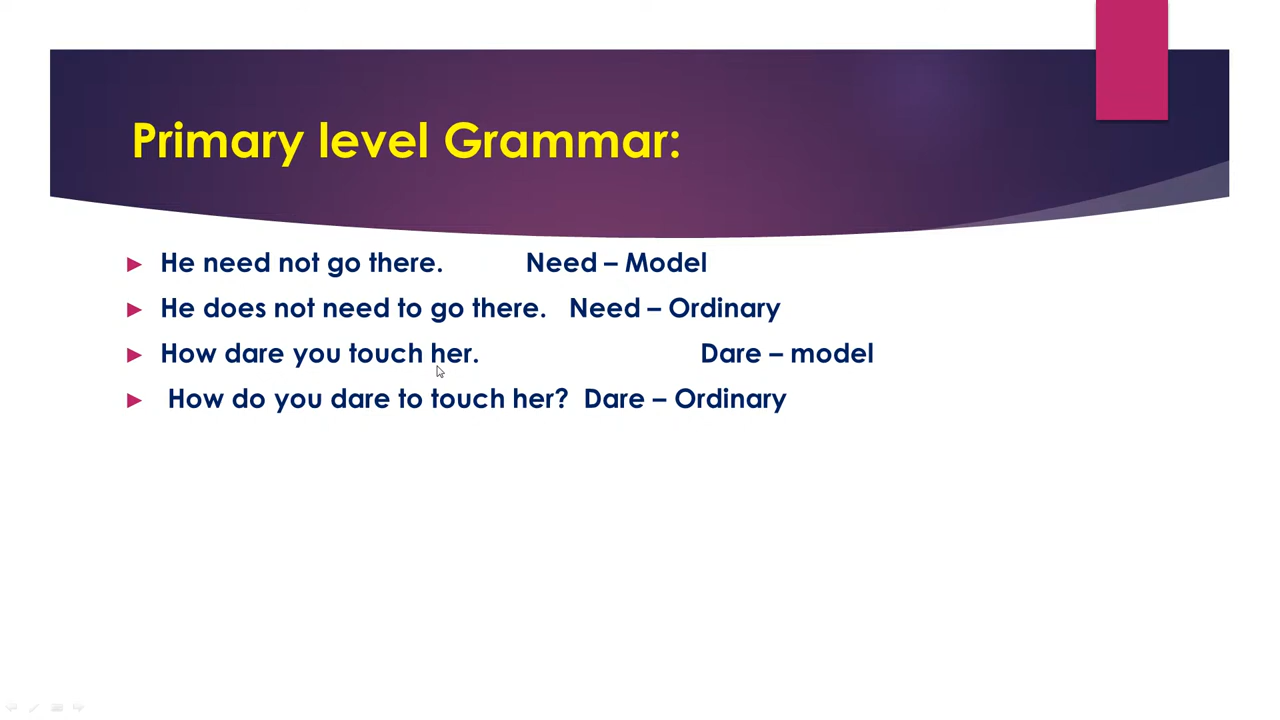 Primary level Grammar:
He need not go there. Need – Model
He does not need to go there. Need – Ordinary
How dare you touch her. Dare – model
How do you dare to touch her? Dare – Ordinary